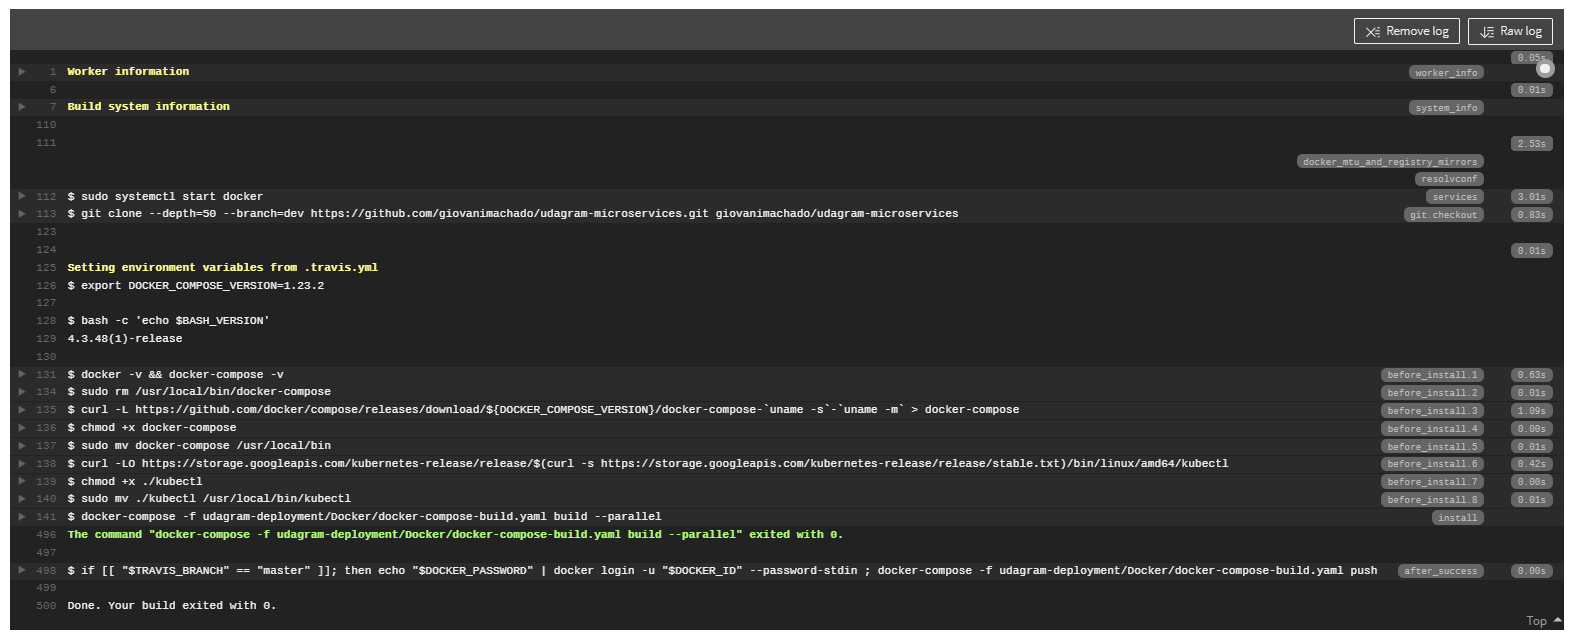 Remove log Raw log
0.05s
1 Worker information worker_info
6 0.01s
7 Build system information system_info
110
111 2.53s
docker_mtu_and_registry_mirrors
resolvconf
112 $ sudo systemctl start docker services 3.01s
113 $ git clone --depth=50 --branch=dev https://github.com/giovanimachado/udagram-microservices.git giovanimachado/udagram-microservices git.checkout 0.83s
123
124 0.01s
125 Setting environment variables from .travis.yml
126 $ export DOCKER_COMPOSE_VERSION=1.23.2
127
128 $ bash -c 'echo $BASH_VERSION'
129 4.3.48(1)-release
130
131 $ docker -v && docker-compose -v before_install.1 0.63s
134 $ sudo rm /usr/local/bin/docker-compose before_install.2 0.01s
135 $ curl -L https://github.com/docker/compose/releases/download/${DOCKER_COMPOSE_VERSION}/docker-compose-`uname -s`-`uname -m` > docker-compose before_install.3 1.09s
136 $ chmod +x docker-compose before_install.4 0.00s
137 $ sudo mv docker-compose /usr/local/bin before_install.5 0.01s
138 $ curl -LO https://storage.googleapis.com/kubernetes-release/release/$(curl -s https://storage.googleapis.com/kubernetes-release/release/stable.txt)/bin/linux/amd64/kubectl before_install.6 0.42s
139 $ chmod +x ./kubectl before_install.7 0.00s
140 $ sudo mv ./kubectl /usr/local/bin/kubectl before_install.8 0.01s
141 $ docker-compose -f udagram-deployment/Docker/docker-compose-build.yaml build --parallel install
496 The command "docker-compose -f udagram-deployment/Docker/docker-compose-build.yaml build --parallel" exited with 0.
497
498 $ if [[ "$TRAVIS_BRANCH" == "master" ]]; then echo "$DOCKER_PASSWORD" | docker login -u "$DOCKER_ID" --password-stdin ; docker-compose -f udagram-deployment/Docker/docker-compose-build.yaml push after_success 0.00s
499
500 Done. Your build exited with 0.
Top